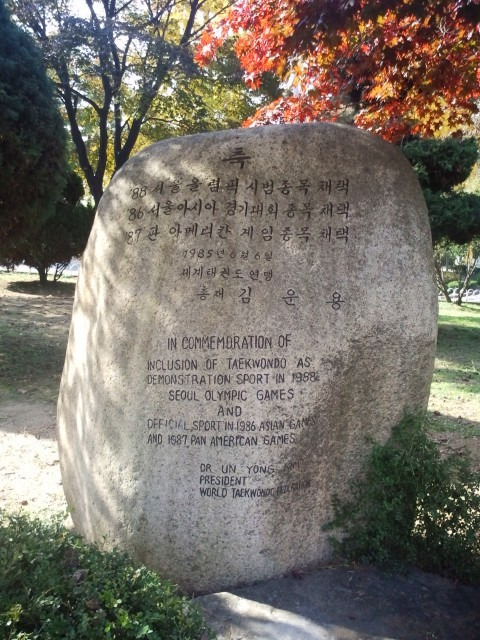 축
'88 서울올림픽 시범종목 채택
'86 서울아시아 경기대회 종목 채택
'87 판 아메리칸 게임 종목 채택
1985년 6월 6일
세계태권도연맹
총재 김 운 용
IN COMMEMORATION OF
INCLUSION OF TAEKWONDO AS
DEMONSTRATION SPORT IN 1988
SEOUL OLYMPIC GAMES
AND
OFFICIAL SPORT IN 1986 ASIAN GAMES
AND 1987 PAN AMERICAN GAMES
DR UN YONG
PRESIDENT
WORLD TAEKWONDO